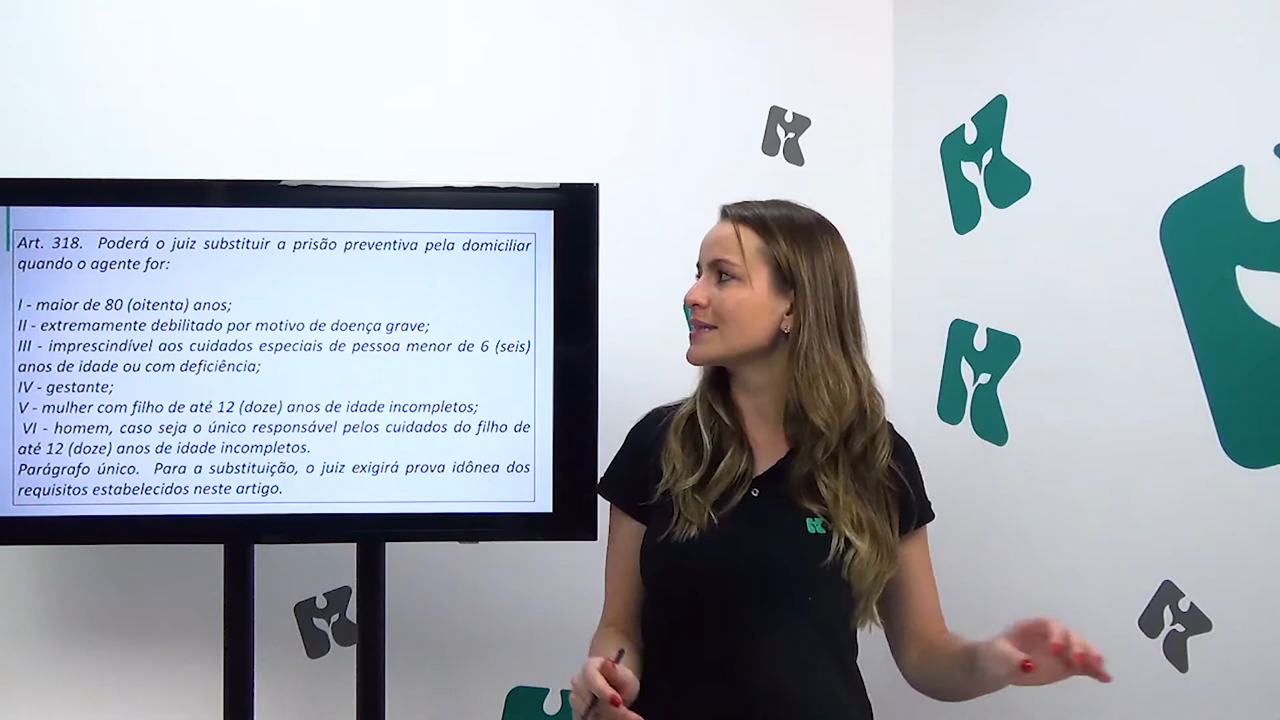 Art. 318. Poderá o juiz substituir a prisão preventiva pela domiciliar
quando o agente for:
I - maior de 80 (oitenta) anos;
II - extremamente debilitado por motivo de doença grave;
III - imprescindível aos cuidados especiais de pessoa menor de 6 (seis)
anos de idade ou com deficiência;
IV - gestante;
V - mulher com filho de até 12 (doze) anos de idade incompletos;
VI - homem, caso seja o único responsável pelos cuidados do filho de
até 12 (doze) anos de idade incompletos.
Parágrafo único. Para a substituição, o juiz exigirá prova idônea dos
requisitos estabelecidos neste artigo.